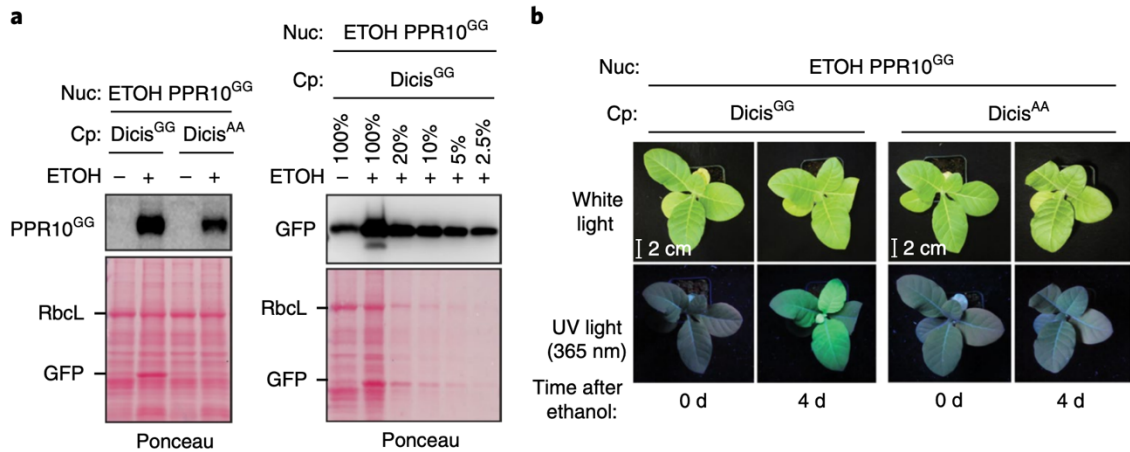 a
Nuc: ETOH PPR10GG
Cp: DicisGG DicisAA
ETOH – + – +
PPR10GG
RbcL
GFP
Ponceau
Nuc: ETOH PPR10GG
Cp: DicisGG
100% 100% 20% 10% 5% 2.5%
ETOH – + + + + +
GFP
RbcL
GFP
Ponceau
b
Nuc: ETOH PPR10GG
Cp: DicisGG DicisAA
White
light
2 cm 2 cm
UV light
(365 nm)
Time after
ethanol: 0 d 4 d 0 d 4 d